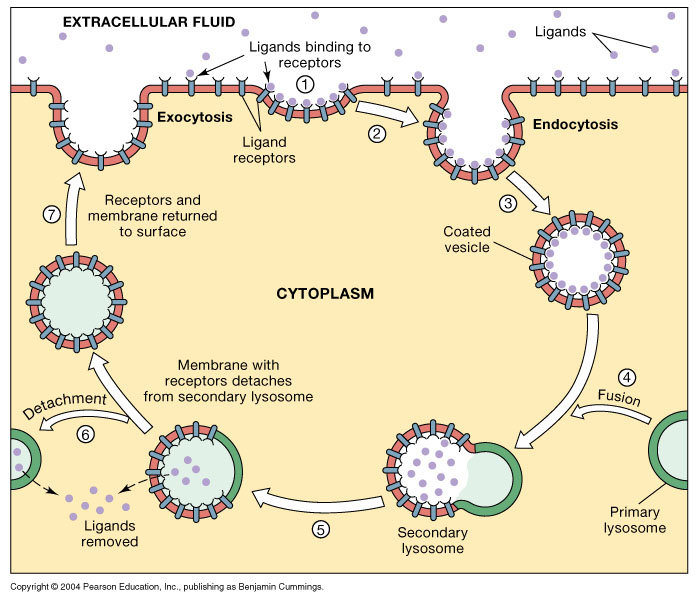 EXTRACELLULAR FLUID
Ligands binding to
receptors
Ligands
1
Exocytosis
Ligand
receptors
2
Endocytosis
3
7
Receptors and
membrane returned
to surface
Coated
vesicle
CYTOPLASM
Membrane with
receptors detaches
from secondary lysosome
4
Fusion
Detachment
6
Ligands
removed
5
Secondary
lysosome
Primary
lysosome
Copyright © 2004 Pearson Education, Inc., publishing as Benjamin Cummings.